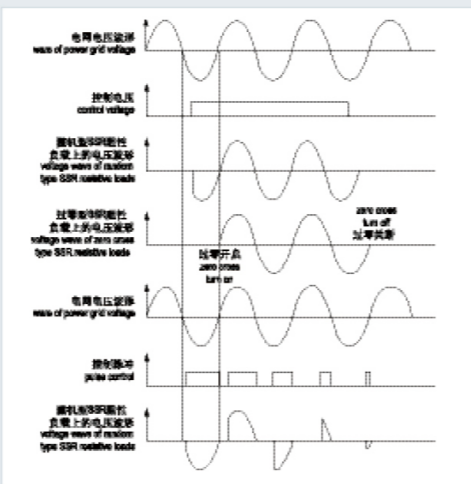 电网电压波形
wave of power grid voltage
控制电压
control voltage
随机型SSR阻性
负载上的电压波形
voltage wave of random
type SSR resistive loads
过零型SSR阻性
负载上的电压波形
voltage wave of zero cross
type SSR resistive loads
zero cross
turn off
过零关断
过零开启
zero cross
turn on
电网电压波形
wave of power grid voltage
控制脉冲
pulse control
随机型SSR阻性
负载上的电压波形
voltage wave of random
type SSR resistive loads